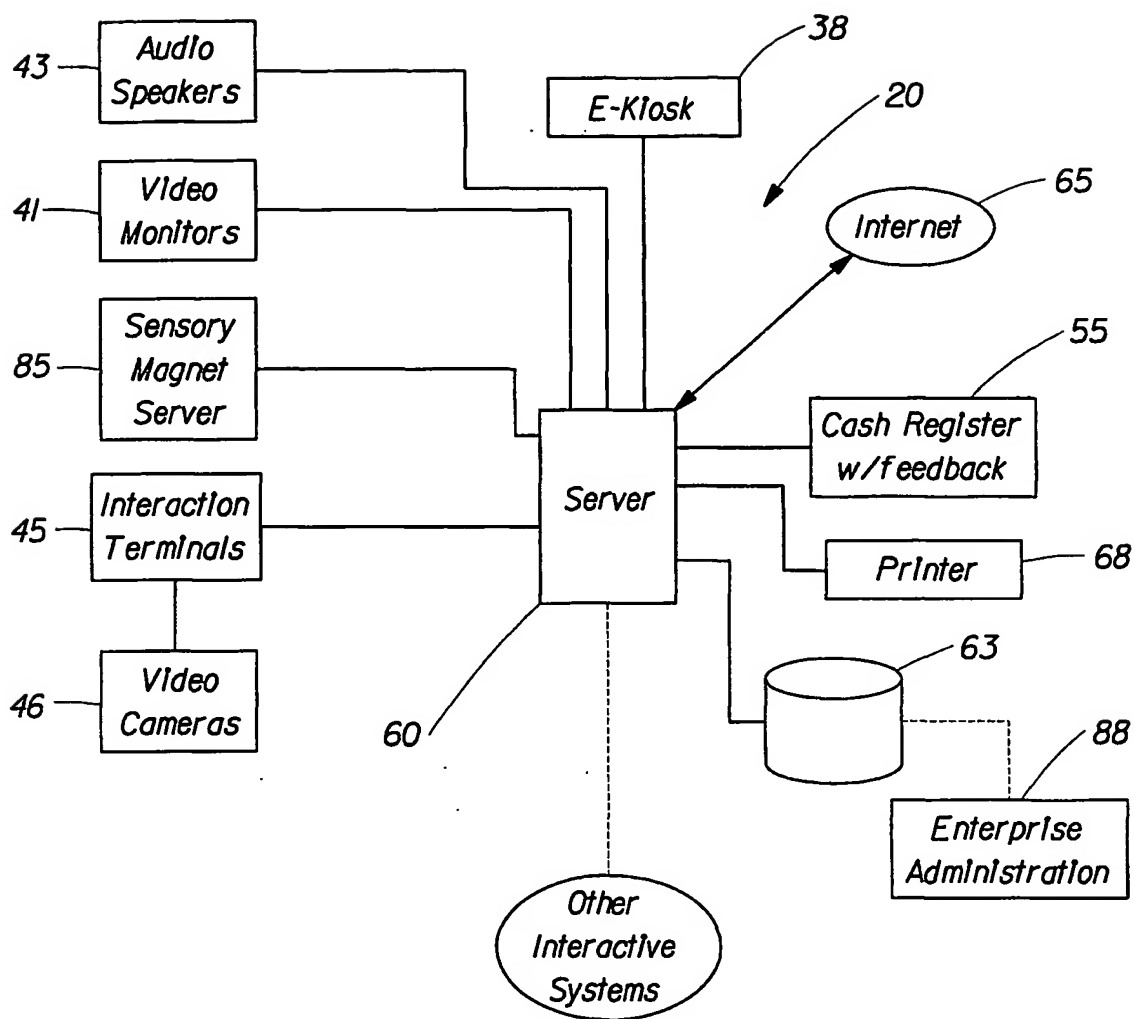 43
Audio
Speakers
38
E-Kiosk
20
41
Video
Monitors
65
Internet
85
Sensory
Magnet
Server
55
Cash Register
w/feedback
45
Interaction
Terminals
Server
Printer
68
46
Video
Cameras
60
63
88
Enterprise
Administration
Other
Interactive
Systems